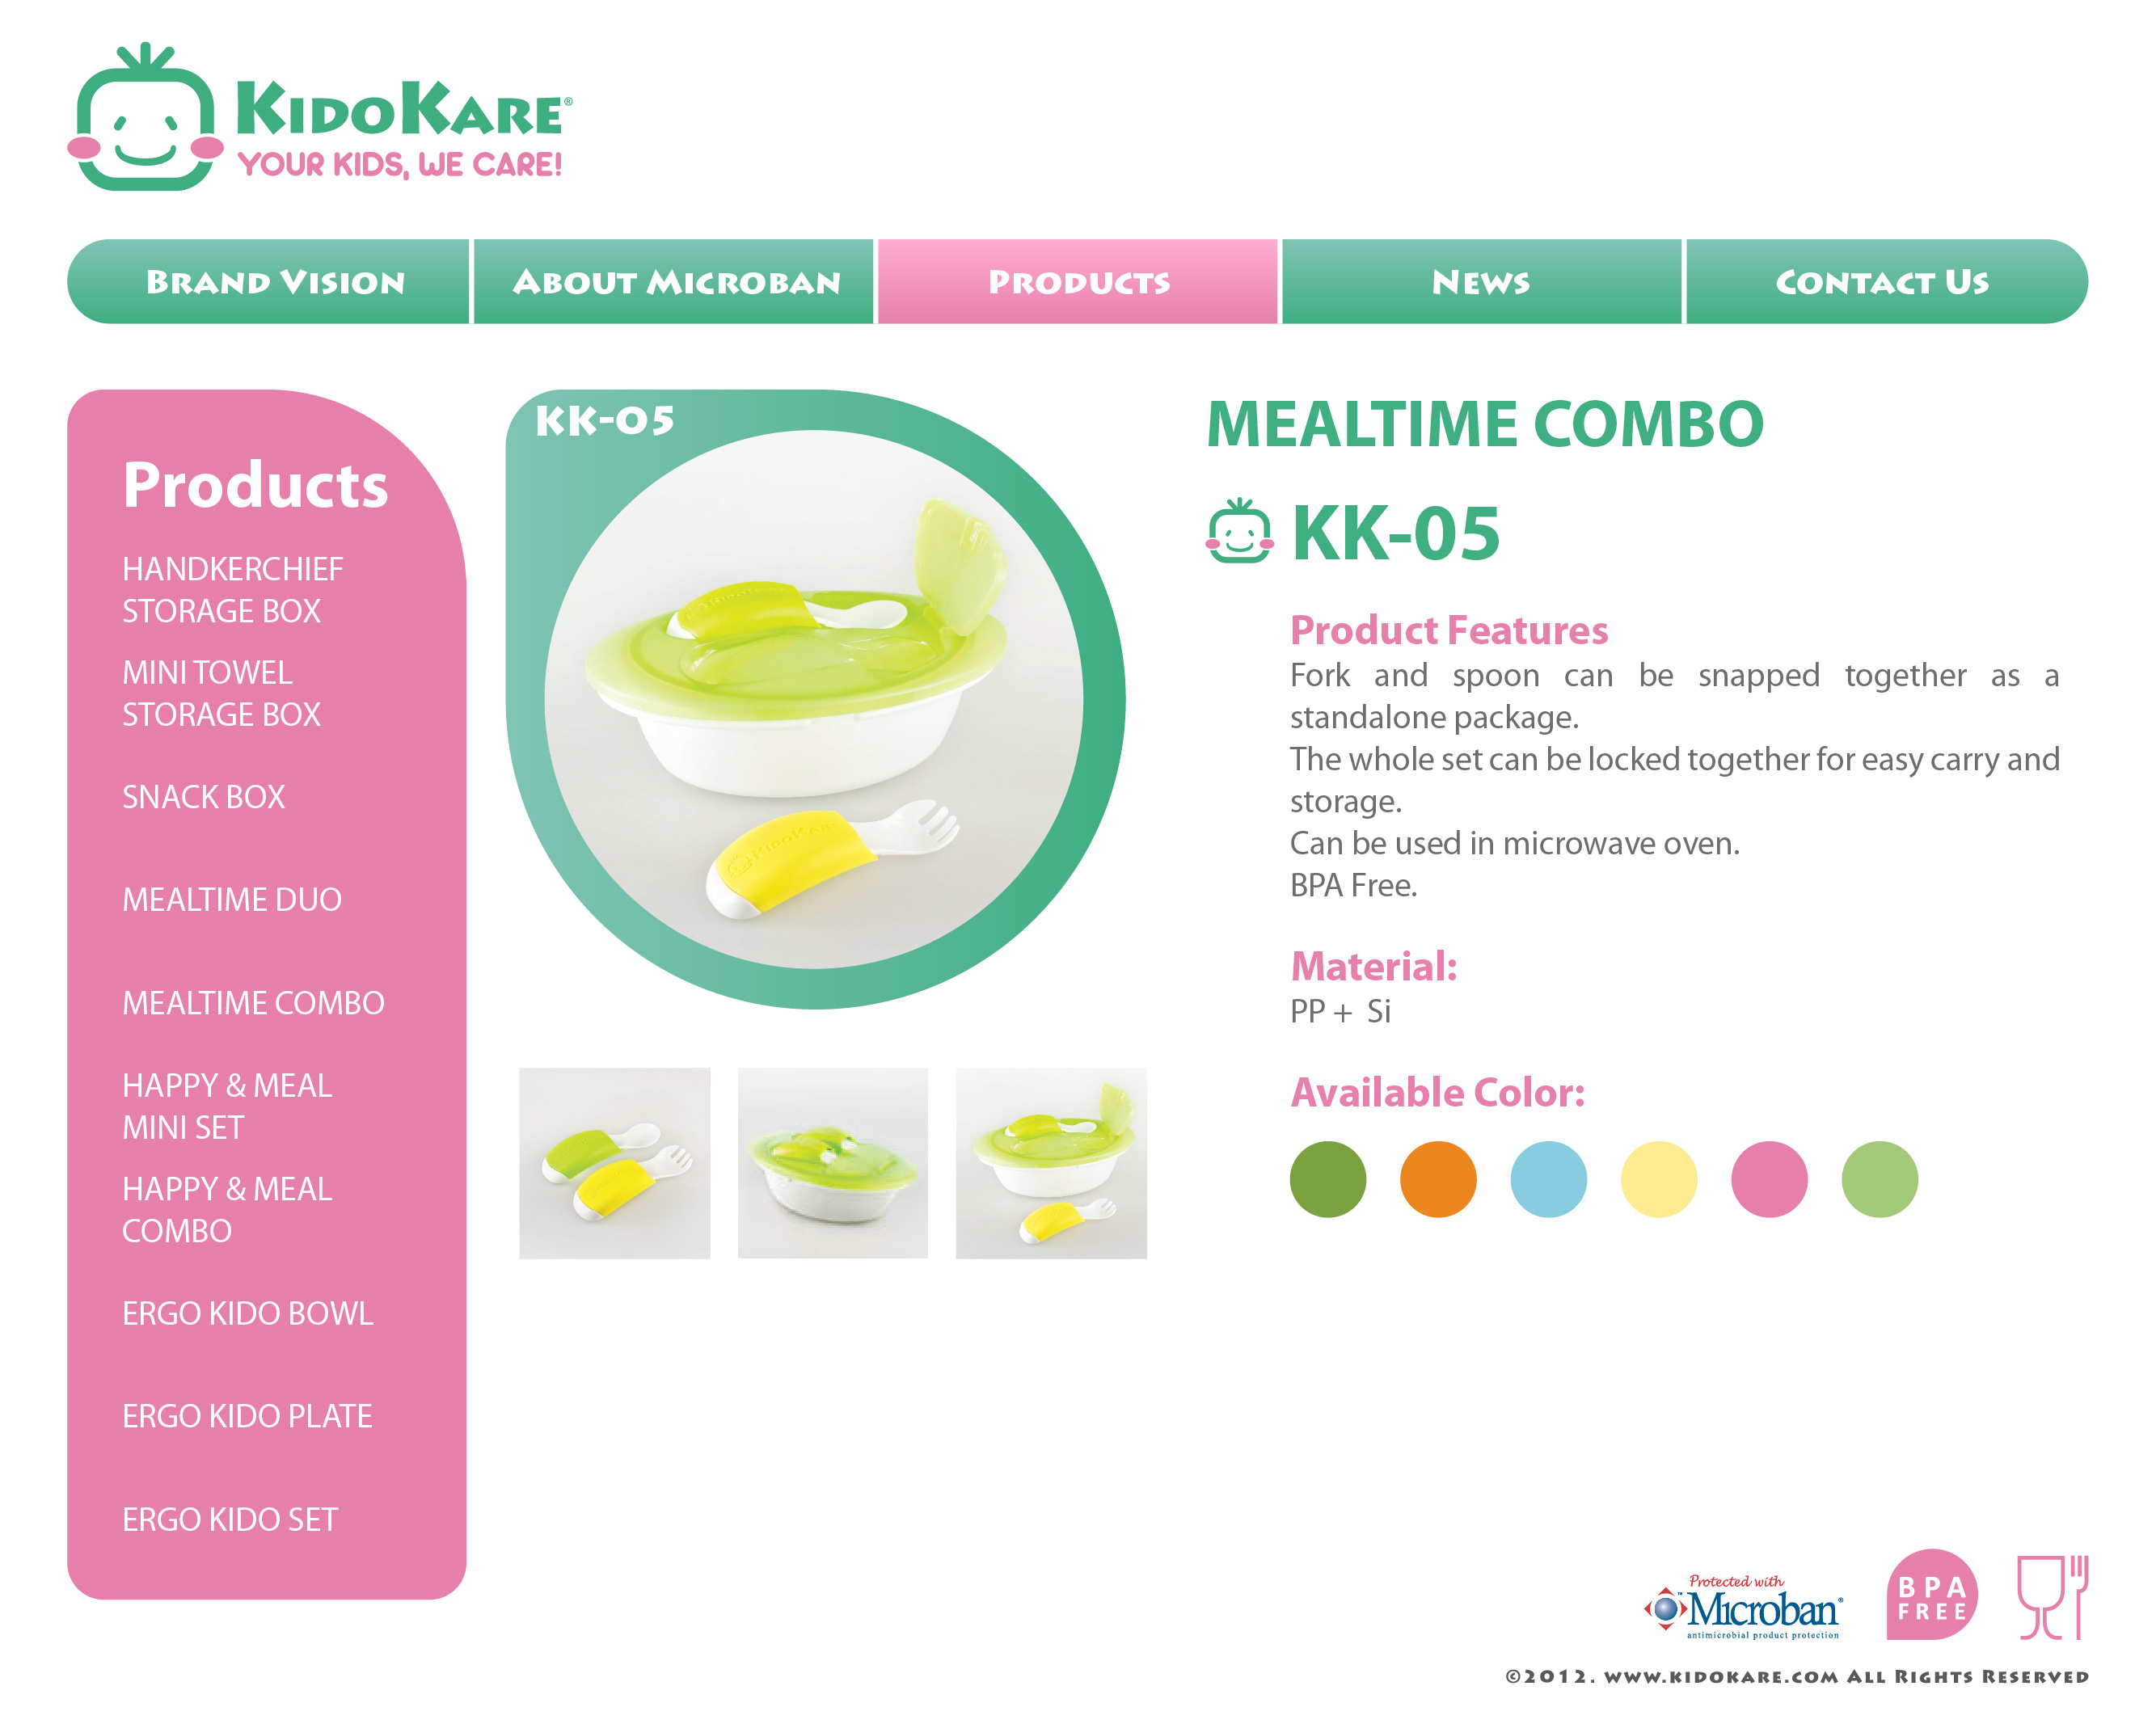 KIDOKARE®
YOUR KIDS, WE CARE!
BRAND VISION
ABOUT MICROBAN
PRODUCTS
NEWS
CONTACT US
Products
HANDKERCHIEF
STORAGE BOX
MINI TOWEL
STORAGE BOX
SNACK BOX
MEALTIME DUO
MEALTIME COMBO
HAPPY & MEAL
MINI SET
HAPPY & MEAL
COMBO
ERGO KIDO BOWL
ERGO KIDO PLATE
ERGO KIDO SET
KK-05
KIDOKARE
MEALTIME COMBO
KK-05
Product Features
Fork and spoon can be snapped together as a
standalone package.
The whole set can be locked together for easy carry and
storage.
Can be used in microwave oven.
BPA Free.
Material:
PP + Si
Available Color:
Protected with
™Microban®
antimicrobial product protection
BPA
FREE
©2012. WWW.KIDOKARE.COM ALL RIGHTS RESERVED